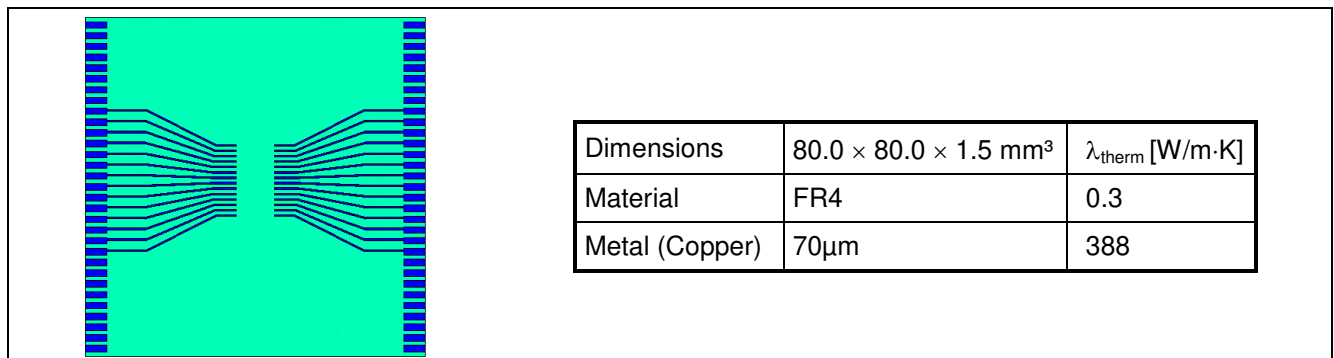 Dimensions 80.0 × 80.0 × 1.5 mm³ λtherm [W/m·K]
Material FR4 0.3
Metal (Copper) 70µm 388